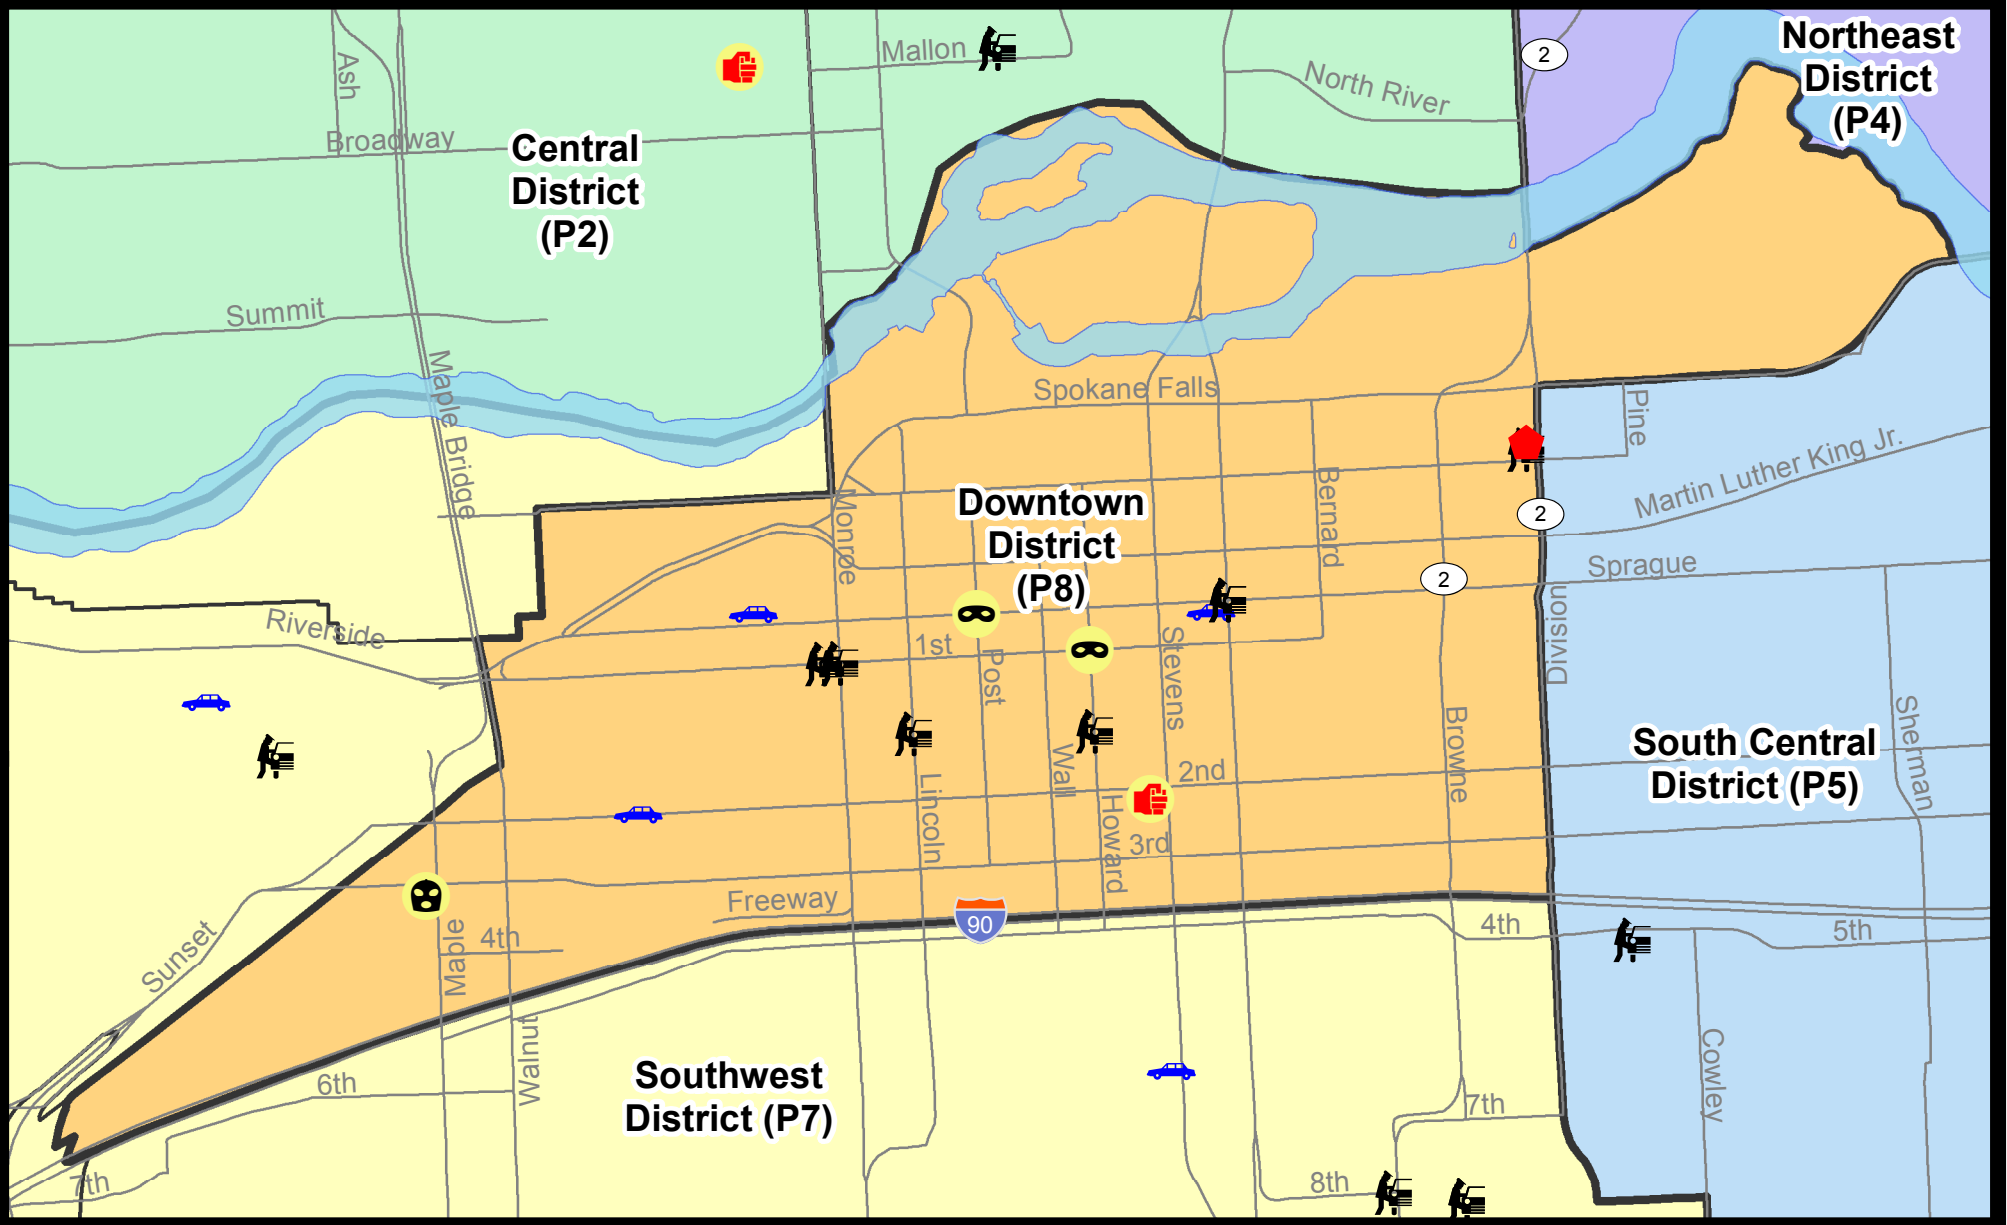 Northeast
District
(P4)
2
Mallon
North River
Ash
Broadway
Central
District
(P2)
Summit
Maple Bridge
Spokane Falls
Pine
Martin Luther King Jr.
Bernard
Monroe
Downtown
District
(P8)
2
2
Sprague
Riverside
1st
Post
Stevens
Division
Browne
Sherman
South Central
District (P5)
Wall
2nd
Lincoln
Howard
3rd
Freeway
90
4th
5th
Sunset
Maple
4th
Walnut
6th
Southwest
District (P7)
Cowley
7th
7th
8th